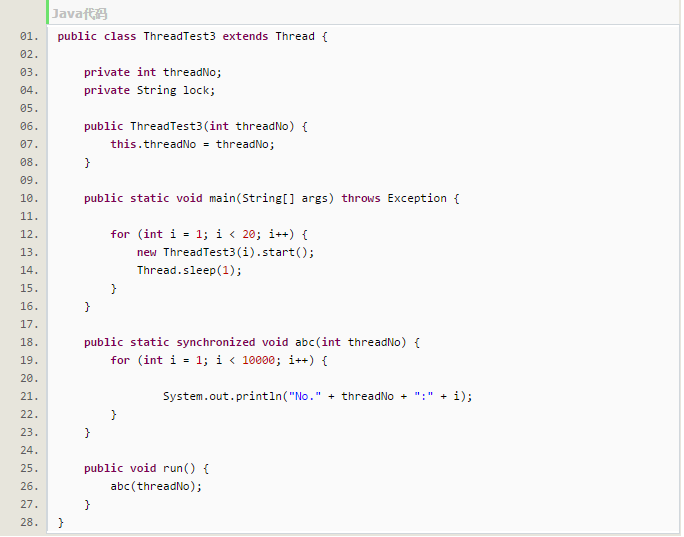 Java代码
01. public class ThreadTest3 extends Thread {
02.
03. private int threadNo;
04. private String lock;
05.
06. public ThreadTest3(int threadNo) {
07. this.threadNo = threadNo;
08. }
09.
10. public static void main(String[] args) throws Exception {
11.
12. for (int i = 1; i < 20; i++) {
13. new ThreadTest3(i).start();
14. Thread.sleep(1);
15. }
16. }
17.
18. public static synchronized void abc(int threadNo) {
19. for (int i = 1; i < 10000; i++) {
20.
21. System.out.println("No." + threadNo + ":" + i);
22. }
23. }
24.
25. public void run() {
26. abc(threadNo);
27. }
28. }